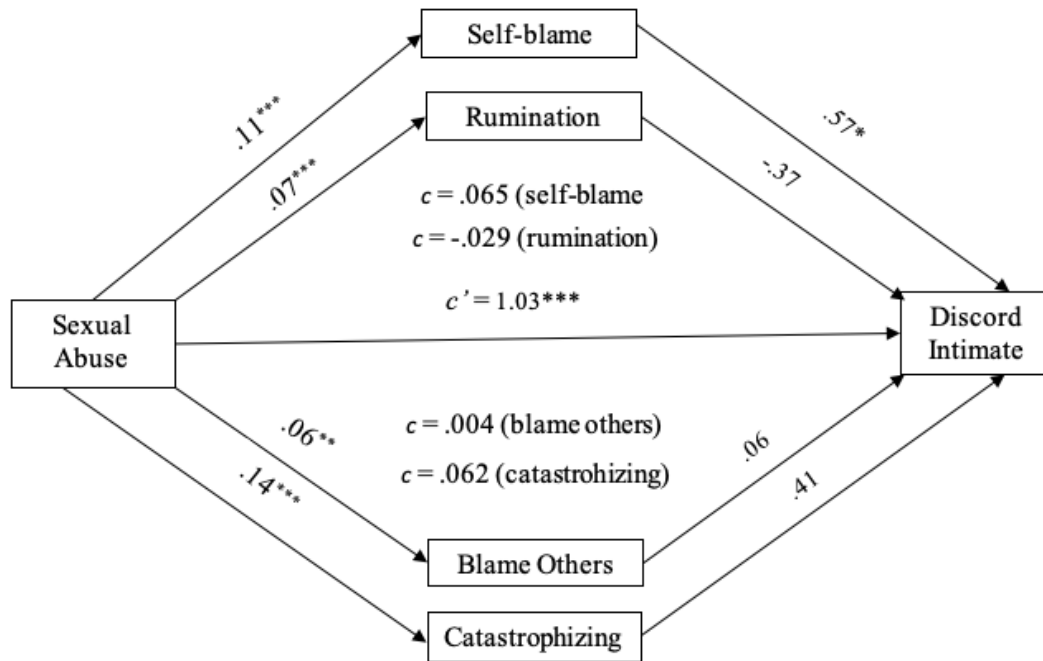 Self-blame
.11***
.57*
Rumination
.07***
-.37
c = .065 (self-blame
c = -.029 (rumination)
c’ = 1.03***
Sexual
Abuse
Discord
Intimate
.06**
c = .004 (blame others)
.06
.14***
c = .062 (catastrohizing)
.41
Blame Others
Catastrophizing